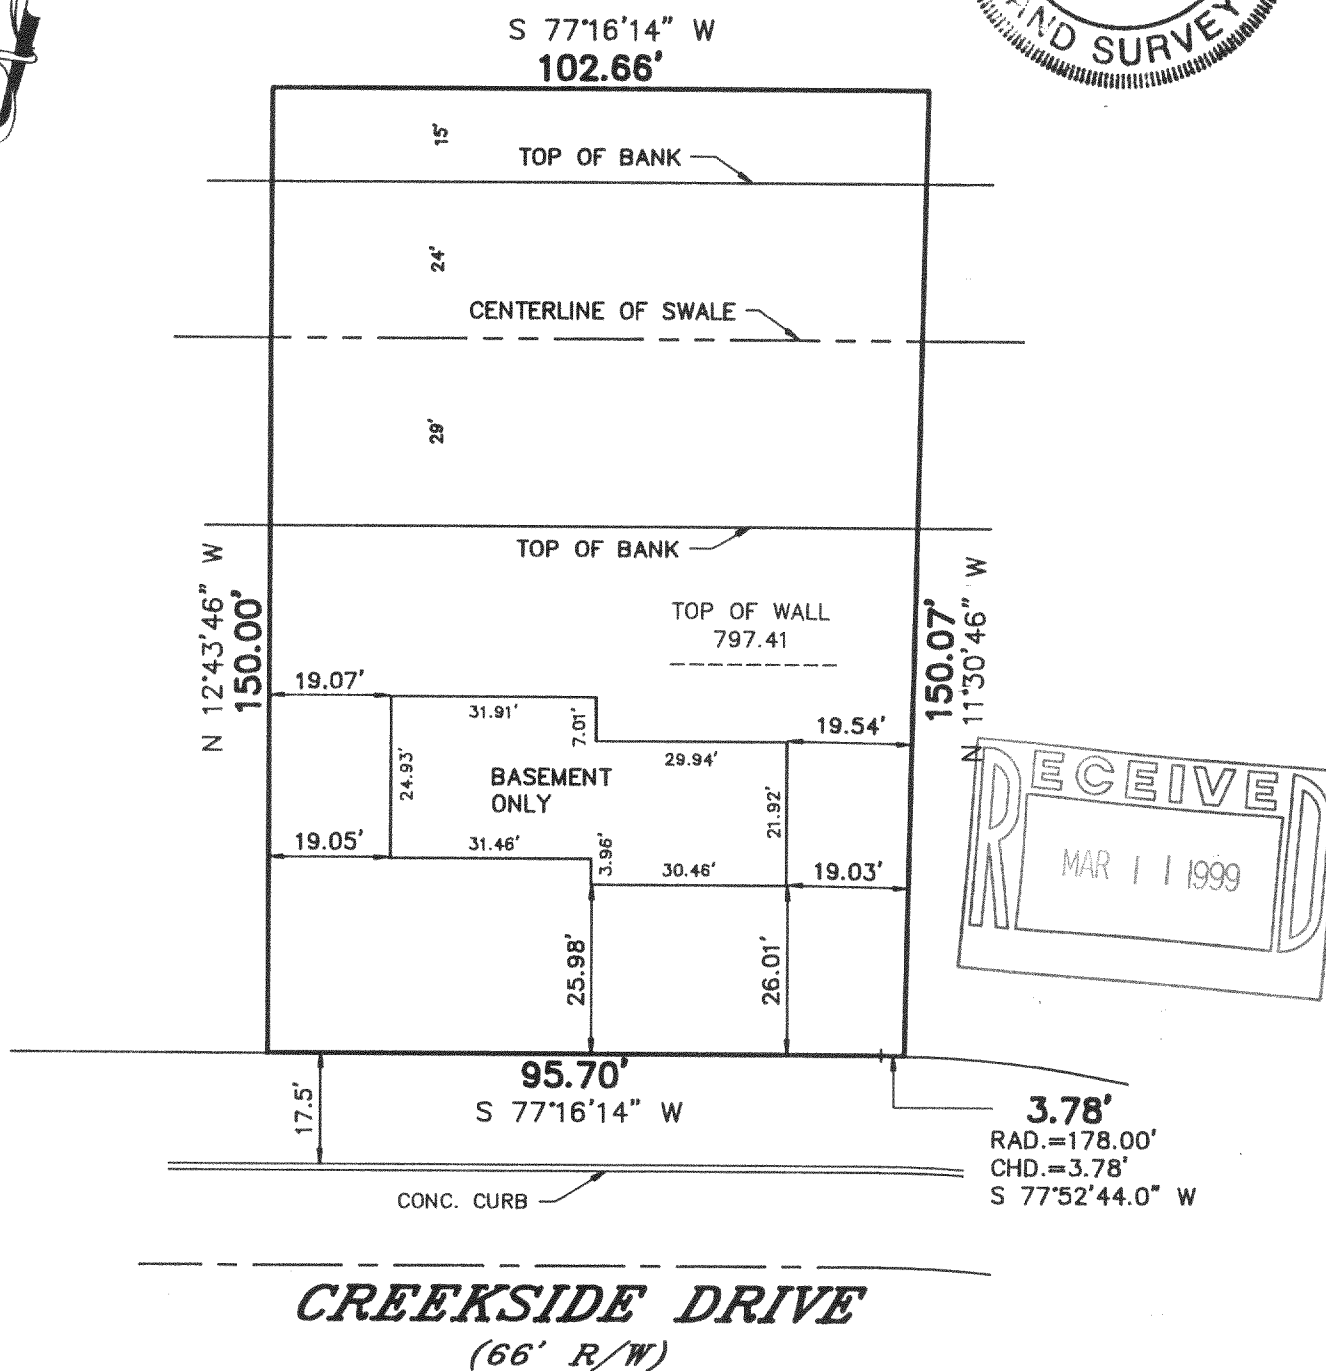 S 77°16'14" W
102.66'
AND SURVEY
15'
TOP OF BANK
24'
CENTERLINE OF SWALE
29'
TOP OF BANK
N 12°43'46" W
150.00'
TOP OF WALL
797.41
150.07'
N 11°30'46" W
19.07'
31.91'
7.01'
29.94'
19.54'
24.93'
BASEMENT
ONLY
21.92'
19.05'
31.46'
3.96'
30.46'
19.03'
25.98'
26.01'
RECEIVED
MAR 11 1999
95.70'
S 77°16'14" W
17.5'
3.78'
RAD.=178.00'
CHD.=3.78'
S 77°52'44.0" W
CONC. CURB
CREEKSIDE DRIVE
(66' R/W)